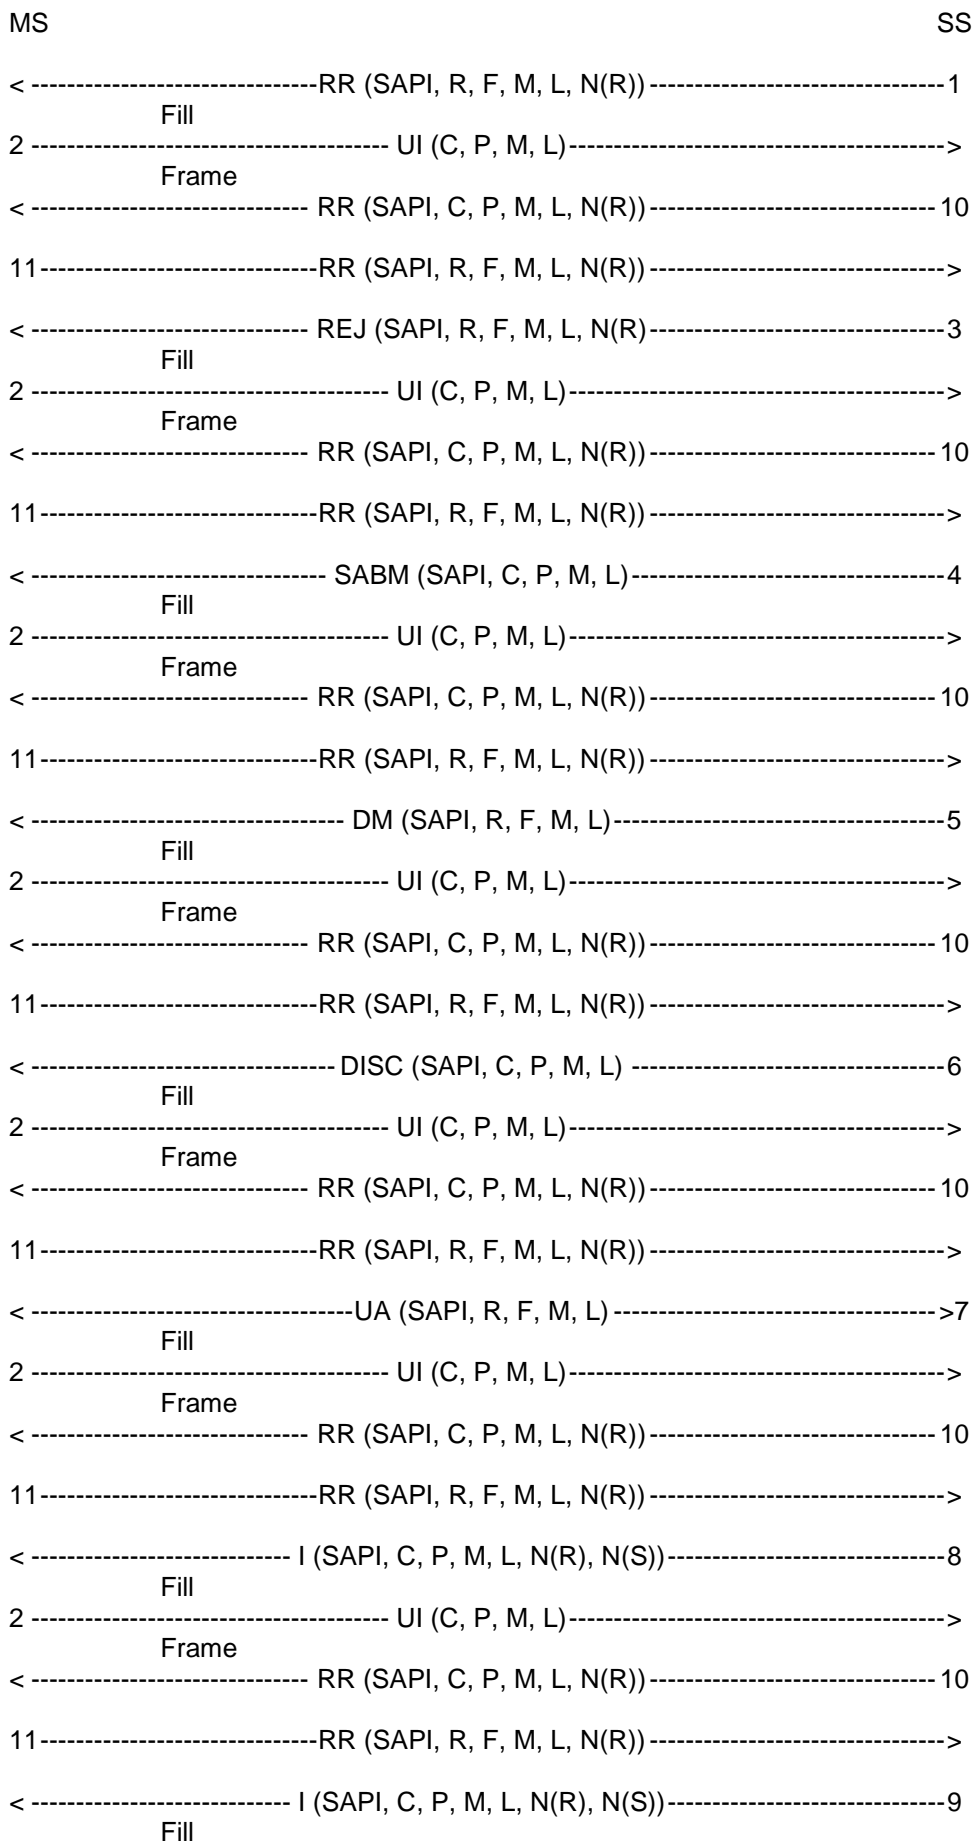 MS SS
< --------------------------------RR (SAPI, R, F, M, L, N(R)) ---------------------------------1
Fill
2 ---------------------------------------- UI (C, P, M, L)------------------------------------------>
Frame
< ------------------------------- RR (SAPI, C, P, M, L, N(R)) -------------------------------- 10
11-------------------------------RR (SAPI, R, F, M, L, N(R)) --------------------------------->
< ------------------------------- REJ (SAPI, R, F, M, L, N(R)---------------------------------3
Fill
2 ---------------------------------------- UI (C, P, M, L)------------------------------------------>
Frame
< ------------------------------- RR (SAPI, C, P, M, L, N(R)) -------------------------------- 10
11-------------------------------RR (SAPI, R, F, M, L, N(R)) --------------------------------->
< --------------------------------- SABM (SAPI, C, P, M, L)-----------------------------------4
Fill
2 ---------------------------------------- UI (C, P, M, L)------------------------------------------>
Frame
< ------------------------------- RR (SAPI, C, P, M, L, N(R)) -------------------------------- 10
11-------------------------------RR (SAPI, R, F, M, L, N(R)) --------------------------------->
< ----------------------------------- DM (SAPI, R, F, M, L)-------------------------------------5
Fill
2 ---------------------------------------- UI (C, P, M, L)------------------------------------------>
Frame
< ------------------------------- RR (SAPI, C, P, M, L, N(R)) -------------------------------- 10
11-------------------------------RR (SAPI, R, F, M, L, N(R)) --------------------------------->
< ----------------------------------DISC (SAPI, C, P, M, L) -----------------------------------6
Fill
2 ---------------------------------------- UI (C, P, M, L)------------------------------------------>
Frame
< ------------------------------- RR (SAPI, C, P, M, L, N(R)) -------------------------------- 10
11-------------------------------RR (SAPI, R, F, M, L, N(R)) --------------------------------->
< ------------------------------------UA (SAPI, R, F, M, L) ------------------------------------>7
Fill
2 ---------------------------------------- UI (C, P, M, L)------------------------------------------>
Frame
< ------------------------------- RR (SAPI, C, P, M, L, N(R)) -------------------------------- 10
11-------------------------------RR (SAPI, R, F, M, L, N(R)) --------------------------------->
< ----------------------------- I (SAPI, C, P, M, L, N(R), N(S))-------------------------------8
Fill
2 ---------------------------------------- UI (C, P, M, L)------------------------------------------>
Frame
< ------------------------------- RR (SAPI, C, P, M, L, N(R)) -------------------------------- 10
11-------------------------------RR (SAPI, R, F, M, L, N(R)) --------------------------------->
< ----------------------------- I (SAPI, C, P, M, L, N(R), N(S))-------------------------------9
Fill